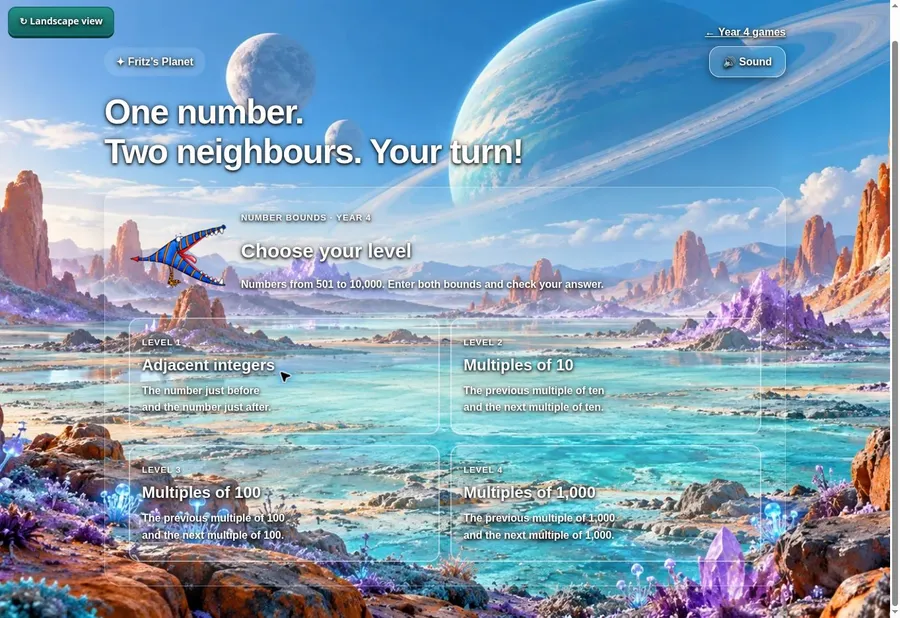 ↻ Landscape view
← Year 4 games
✦ Fritz's Planet
🔊 Sound
One number.
Two neighbours. Your turn!
NUMBER BOUNDS · YEAR 4
Choose your level
Numbers from 501 to 10,000. Enter both bounds and check your answer.
LEVEL 1
Adjacent integers
The number just before
and the number just after.
LEVEL 2
Multiples of 10
The previous multiple of ten
and the next multiple of ten.
LEVEL 3
Multiples of 100
The previous multiple of 100
and the next multiple of 100.
LEVEL 4
Multiples of 1,000
The previous multiple of 1,000
and the next multiple of 1,000.